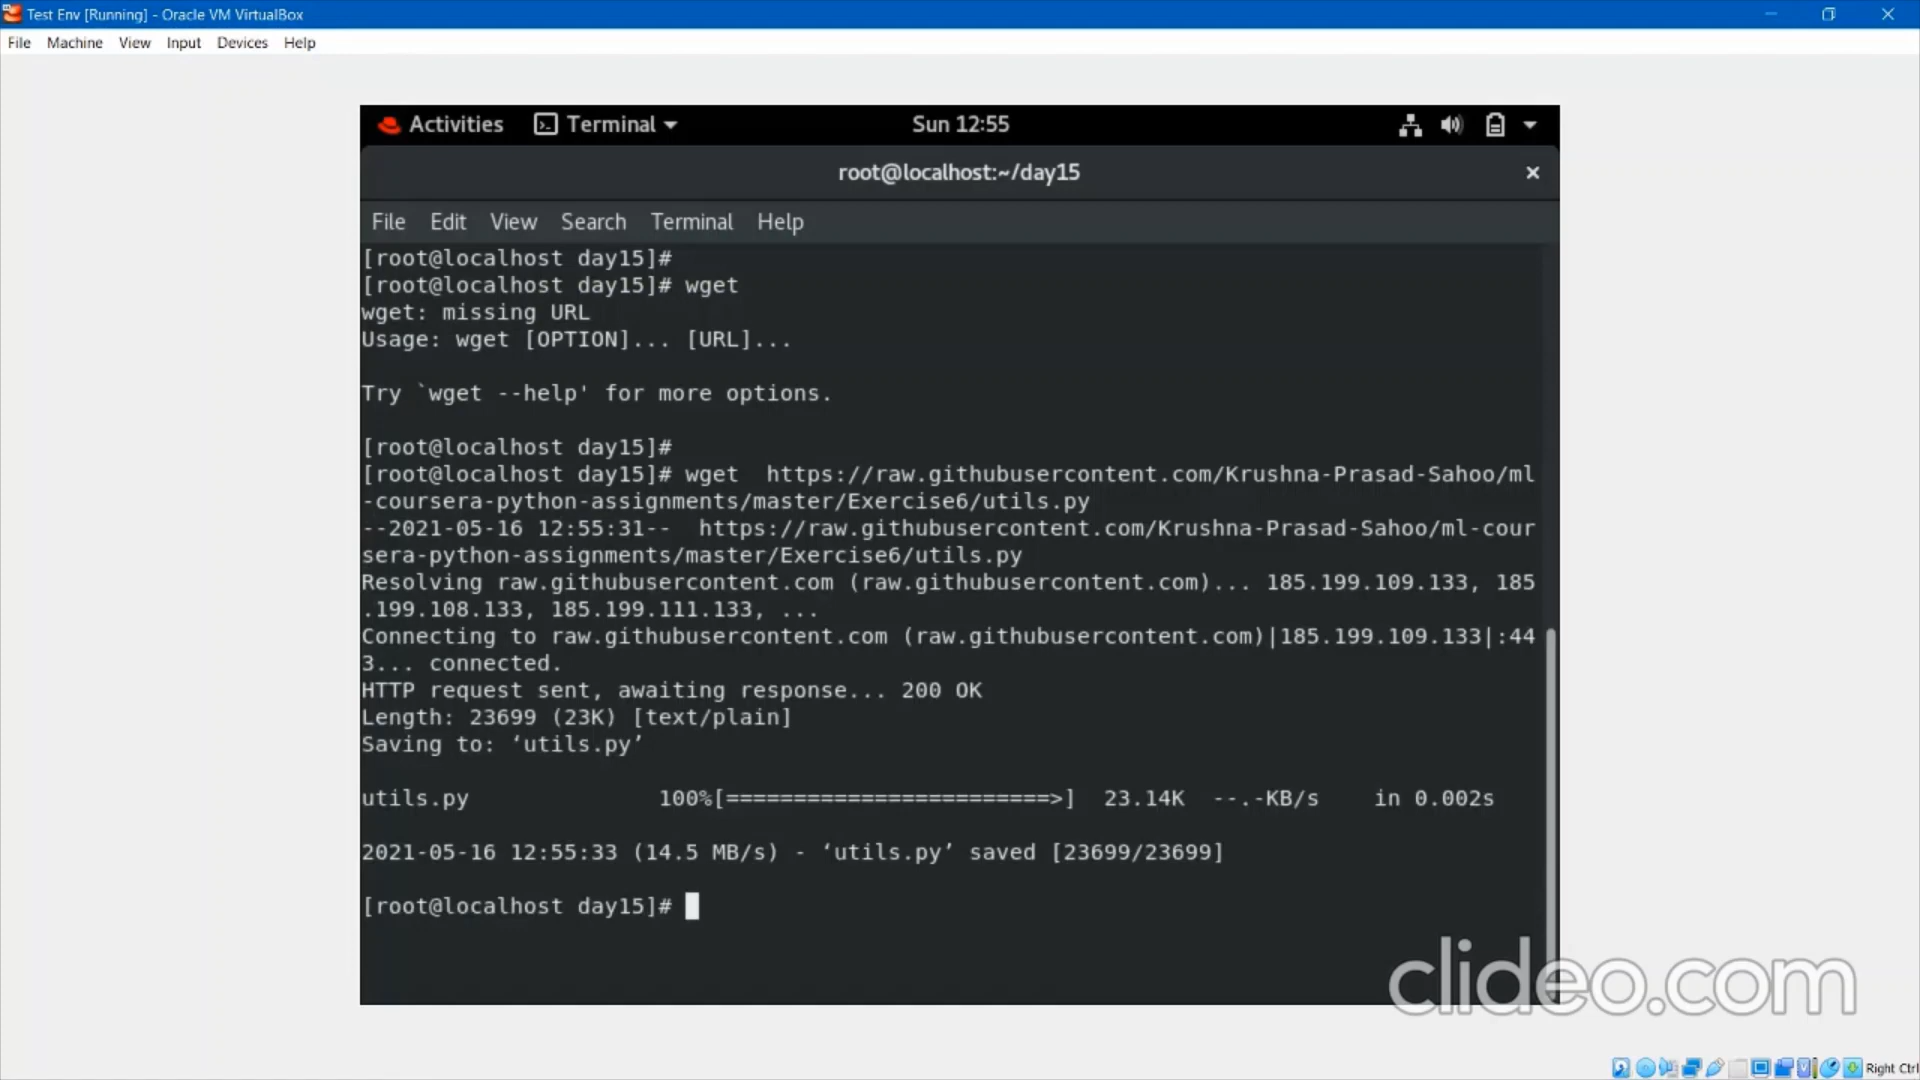 Test Env [Running] - Oracle VM VirtualBox
File Machine View Input Devices Help
Activities Terminal Sun 12:55
root@localhost:~/day15
File Edit View Search Terminal Help
[root@localhost day15]#
[root@localhost day15]# wget
wget: missing URL
Usage: wget [OPTION]... [URL]...
Try `wget --help' for more options.
[root@localhost day15]#
[root@localhost day15]# wget  https://raw.githubusercontent.com/Krushna-Prasad-Sahoo/ml
-coursera-python-assignments/master/Exercise6/utils.py
--2021-05-16 12:55:31--  https://raw.githubusercontent.com/Krushna-Prasad-Sahoo/ml-cour
sera-python-assignments/master/Exercise6/utils.py
Resolving raw.githubusercontent.com (raw.githubusercontent.com)... 185.199.109.133, 185
.199.108.133, 185.199.111.133, ...
Connecting to raw.githubusercontent.com (raw.githubusercontent.com)|185.199.109.133|:44
3... connected.
HTTP request sent, awaiting response... 200 OK
Length: 23699 (23K) [text/plain]
Saving to: ‘utils.py’
utils.py 100%[========================>] 23.14K --.-KB/s in 0.002s
2021-05-16 12:55:33 (14.5 MB/s) - ‘utils.py’ saved [23699/23699]
[root@localhost day15]#
clideo.com
Right Ctrl